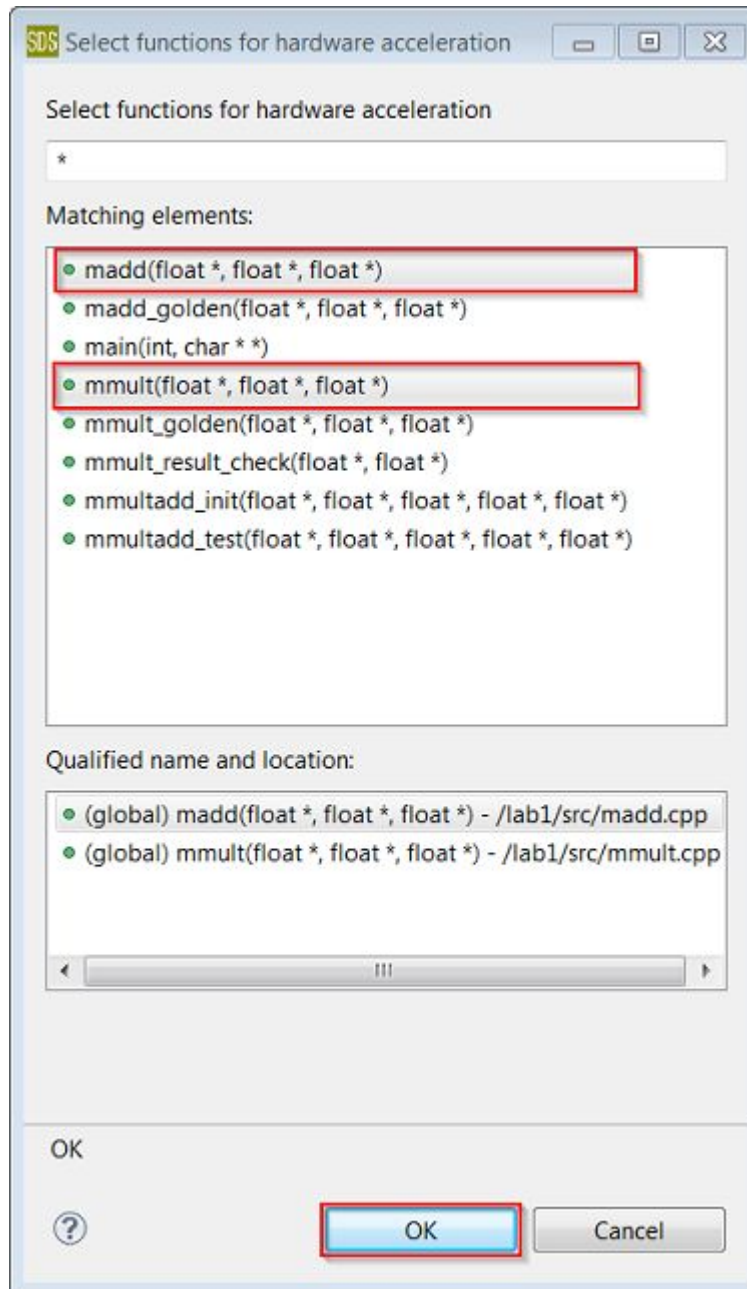 SDS Select functions for hardware acceleration
Select functions for hardware acceleration
*
Matching elements:
madd(float *, float *, float *)
madd_golden(float *, float *, float *)
main(int, char * *)
mmult(float *, float *, float *)
mmult_golden(float *, float *, float *)
mmult_result_check(float *, float *)
mmultadd_init(float *, float *, float *, float *, float *)
mmultadd_test(float *, float *, float *, float *, float *)
Qualified name and location:
(global) madd(float *, float *, float *) - /lab1/src/madd.cpp
(global) mmult(float *, float *, float *) - /lab1/src/mmult.cpp
OK
? OK Cancel